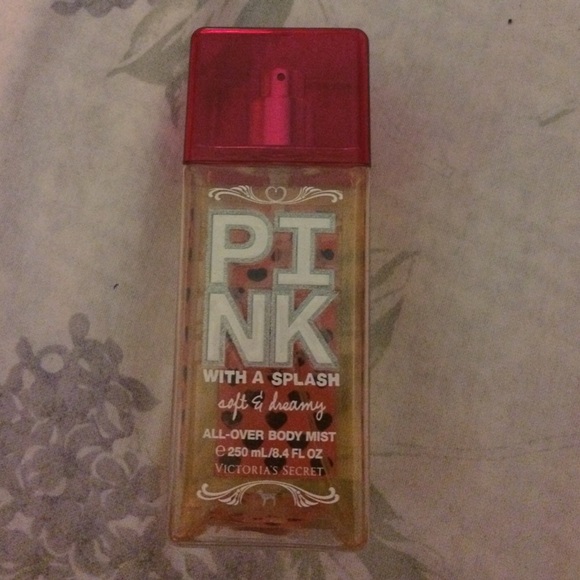 PI
NK
WITH A SPLASH
soft & dreamy
ALL-OVER BODY MIST
℮ 250 mL/8.4 FL OZ
VICTORIA'S SECRET